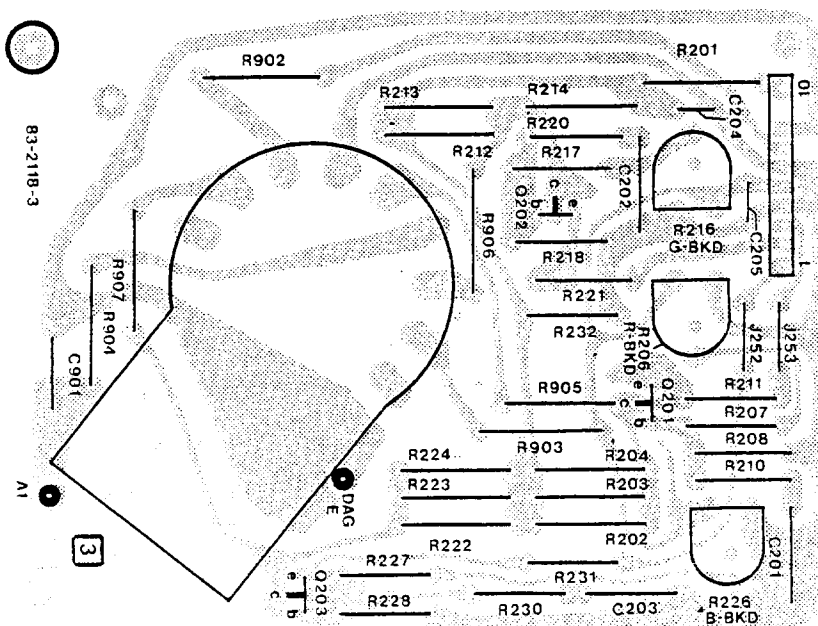 R902
R201
R213
R214
10
C204
R220
83-2118-3
R212
R217
C202
c
e
b
Q202
R216
G-BKD
C205
R906
R218
1
R907
R221
R904
R232
R206
R-BKD
J252
J253
C901
e
c
b
Q201
R211
R905
R207
R903
R208
R224
R204
R210
R223
R203
A1
DAG
E
3
R222
R202
C201
R227
R231
e
c
b
Q203
R228
R230
C203
R226
B-BKD